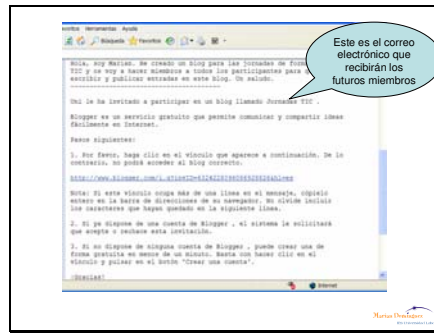 Herramientas Ayuda
Búsqueda Favoritos
Este es el correo
electrónico que
recibirán los
futuros miembros
Hola, soy Marian. He creado un blog para las jornadas de
TIC y os voy a hacer miembros a todos los participantes para
escribir y publicar entradas en este blog. Un saludo.
Uni le ha invitado a participar en un blog llamado Jornadas TIC .
Blogger es un servicio gratuito que permite comunicar y compartir ideas
fácilmente en Internet.
Pasos siguientes:
1. Por favor, haga clic en el vínculo que aparece a continuación. De lo
contrario, no podrá acceder al blog correcto.
Nota: Si este vínculo ocupa más de una línea en el mensaje, cópielo
entero en la barra de direcciones de su navegador. No olvide incluir
los caracteres que hayan quedado en la siguiente línea.
2. Si ya dispone de una cuenta de Blogger , el sistema le solicitará
que acepte o rechace esta invitación.
3. Si no dispone de ninguna cuenta de Blogger , puede crear una de
forma gratuita en menos de un minuto. Basta con hacer clic en el
vínculo y pulsar en el botón "Crear una cuenta".
¡Gracias!
Internet
Marian Domínguez